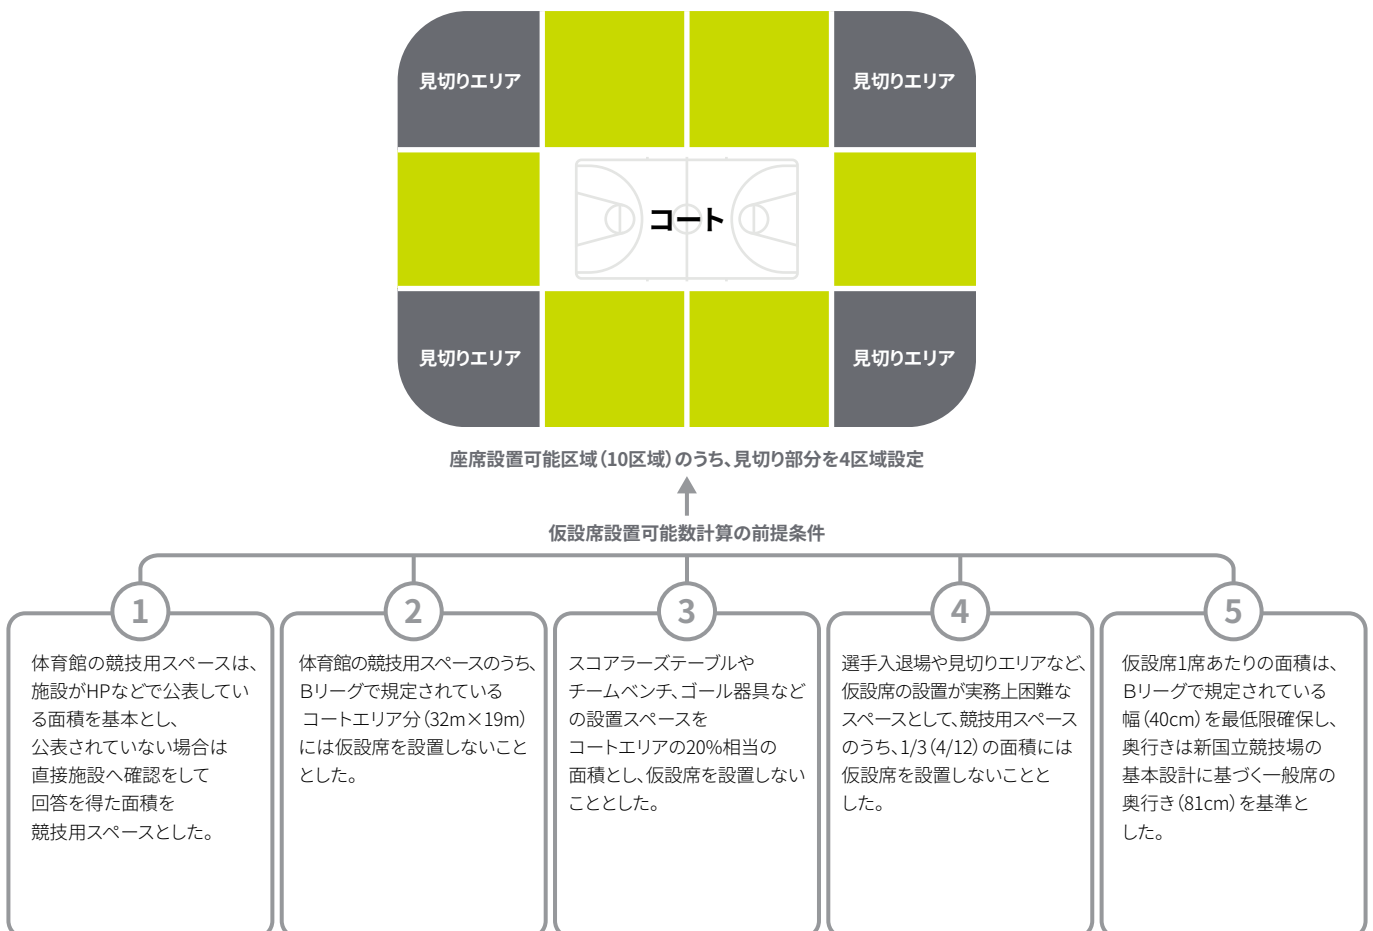 見切りエリア
見切りエリア
コート
見切りエリア
見切りエリア
座席設置可能区域(10区域)のうち、見切り部分を4区域設定
仮設席設置可能数計算の前提条件
1
体育館の競技用スペースは、
施設がHPなどで公表してい
る面積を基本とし、
公表されていない場合は
直接施設へ確認をして
回答を得た面積を
競技用スペースとした。
2
体育館の競技用スペースのうち、
Bリーグで規定されている
コートエリア分(32m×19m)
には仮設席を設置しないこと
とした。
3
スコアラーズテーブルや
チームベンチ、ゴール器具など
の設置スペースを
コートエリアの20%相当の
面積とし、仮設席を設置しない
こととした。
4
選手入退場や見切りエリアなど、
仮設席の設置が実務上困難な
スペースとして、競技用スペース
のうち、1/3(4/12)の面積には
仮設席を設置しないことと
した。
5
仮設席1席あたりの面積は、
Bリーグで規定されている
幅(40cm)を最低限確保し、
奥行きは新国立競技場の
基本設計に基づく一般席の
奥行き(81cm)を基準と
した。